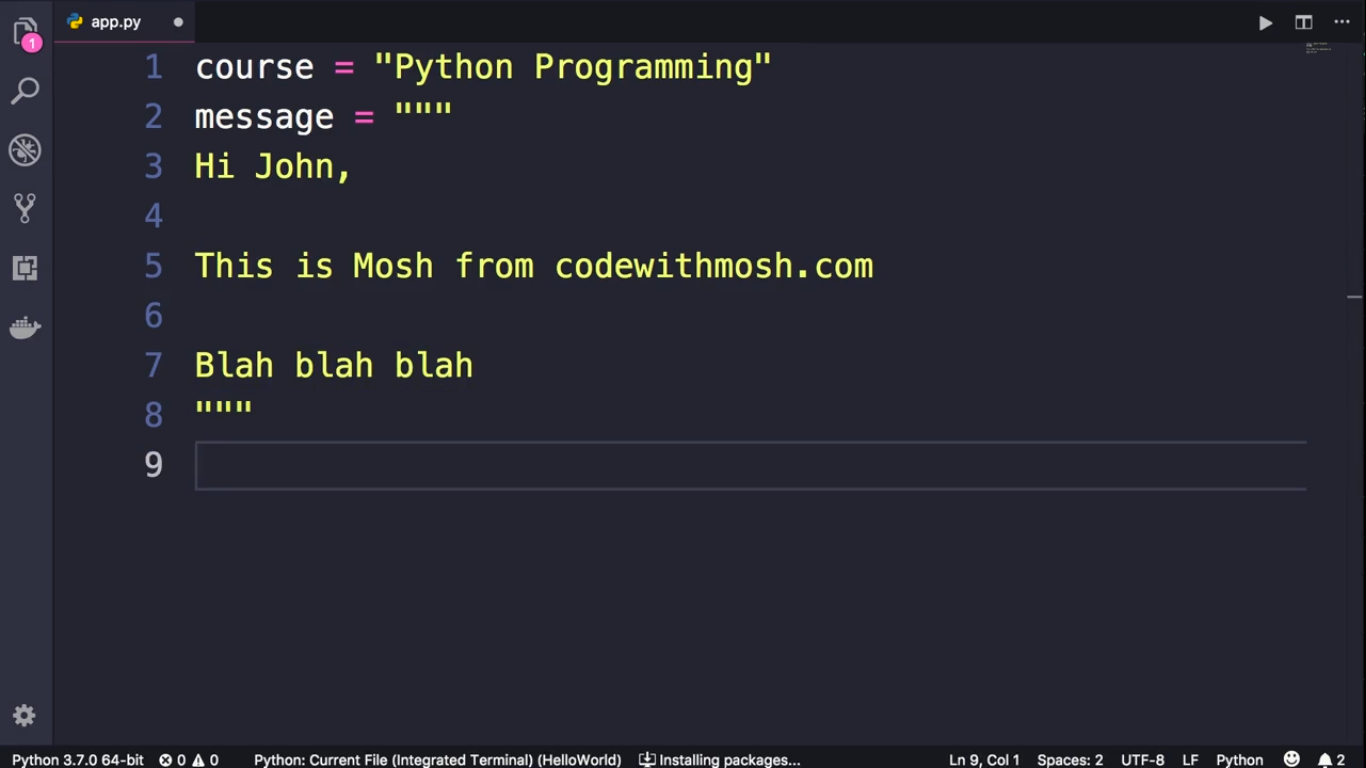 1
app.py
1 course = "Python Programming"
2 message = """
3 Hi John,
4
5 This is Mosh from codewithmosh.com
6
7 Blah blah blah
8 """
9
Python 3.7.0 64-bit 0 0 Python: Current File (Integrated Terminal) (HelloWorld) Installing packages... Ln 9, Col 1 Spaces: 2 UTF-8 LF Python 2